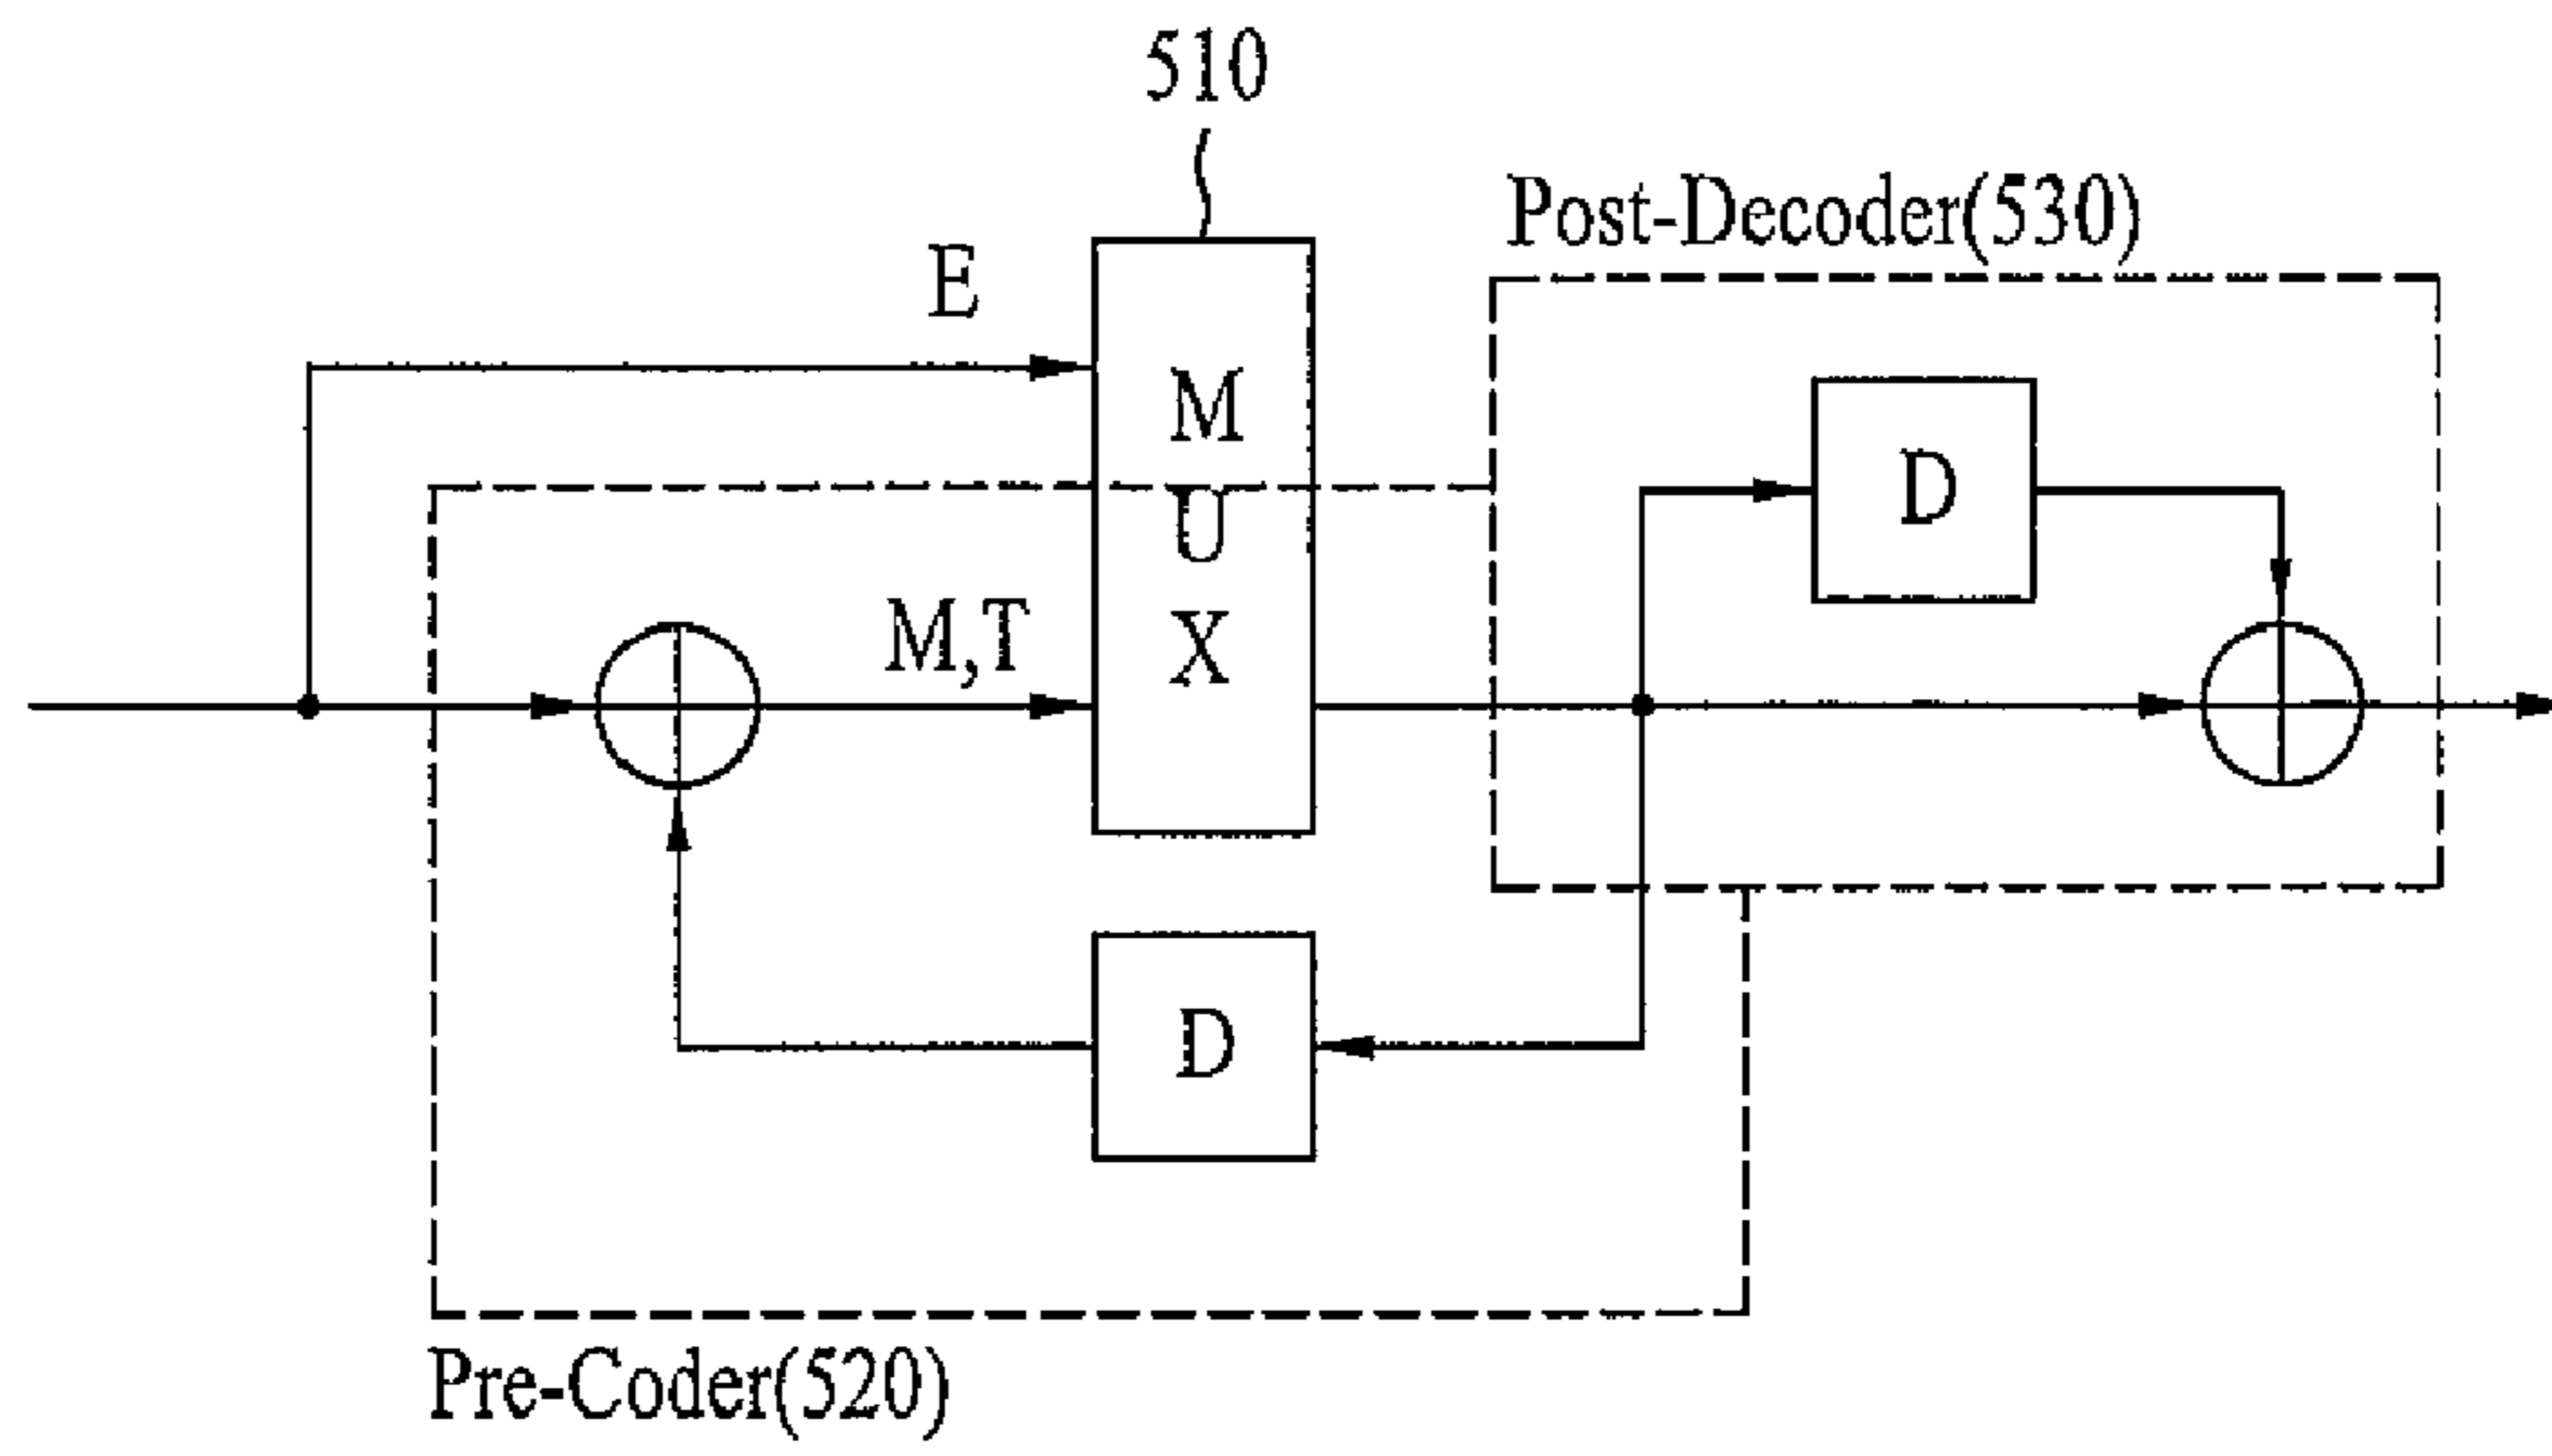 510
Post-Decoder(530)
E
M
U
X
D
M,T
D
Pre-Coder(520)